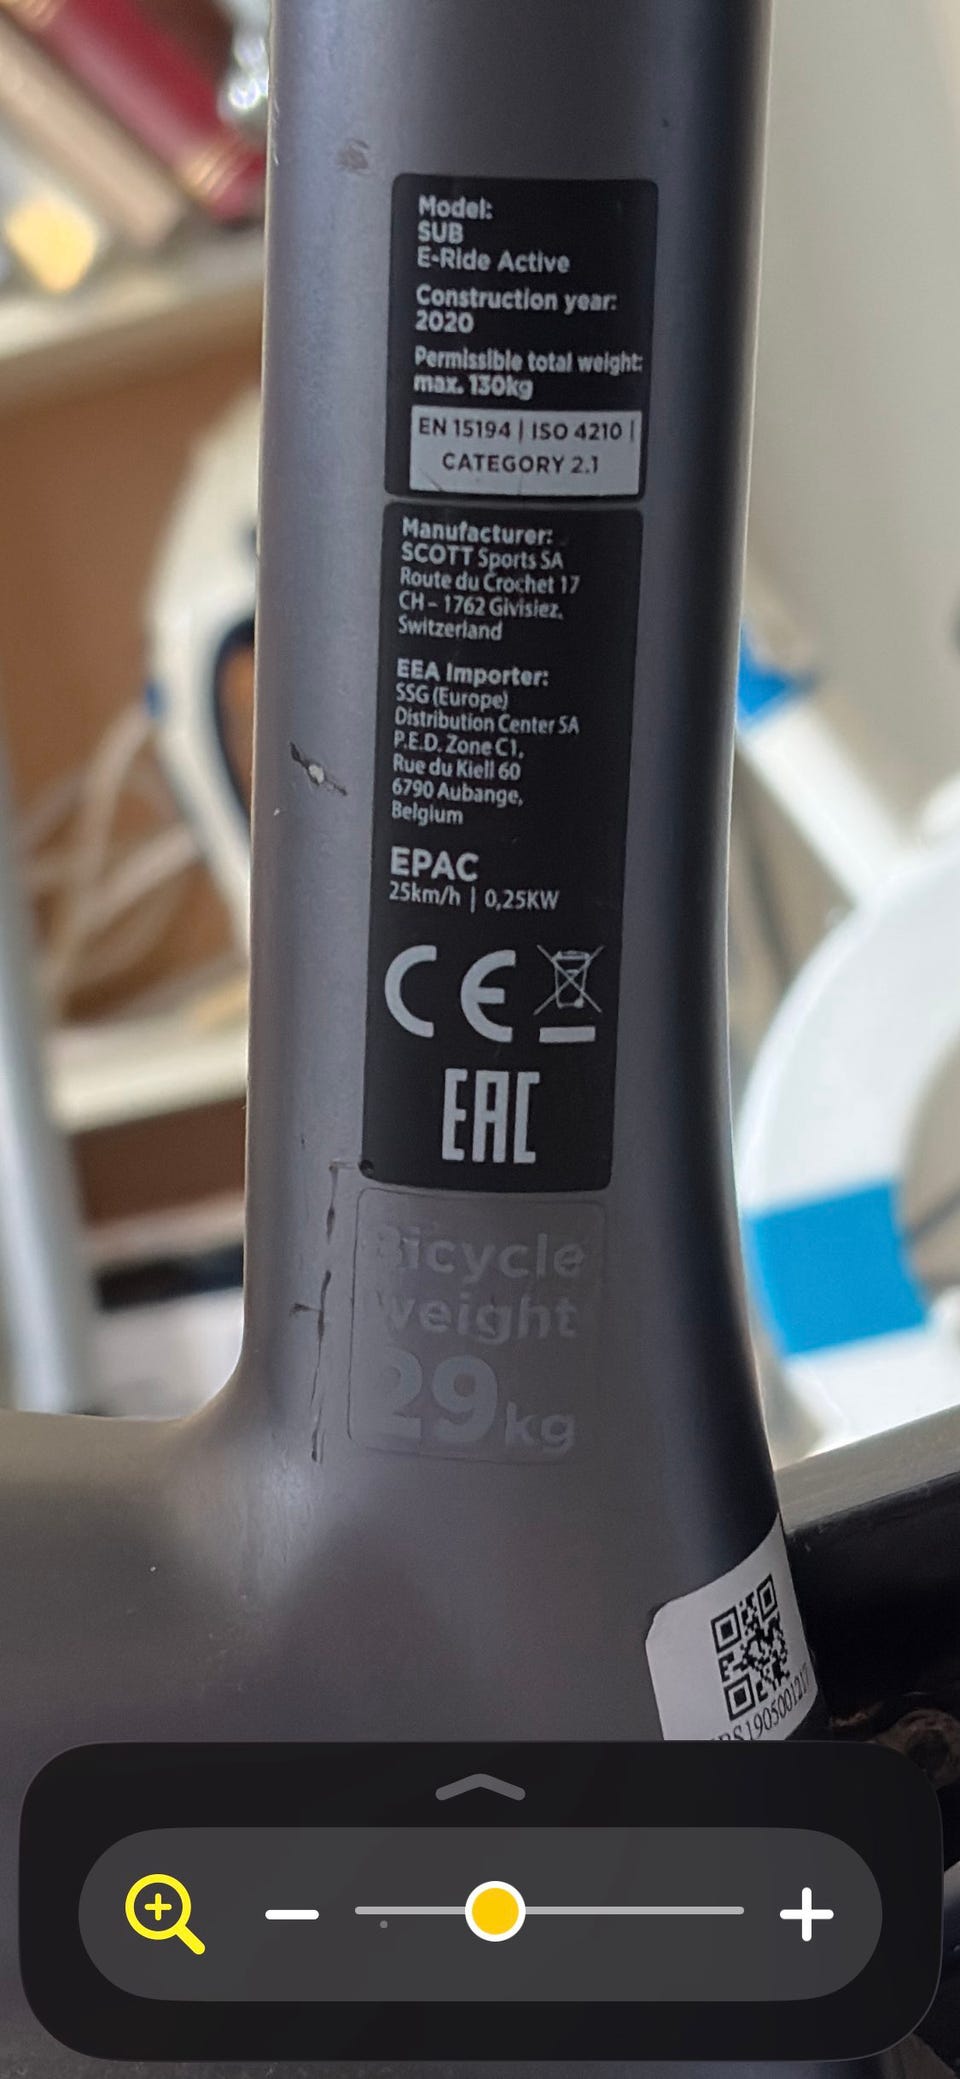 Model:
SUB
E-Ride Active
Construction year:
2020
Permissible total weight:
max. 130kg
EN 15194 | ISO 4210 |
CATEGORY 2.1
Manufacturer:
SCOTT Sports SA
Route du Crochet 17
CH - 1762 Givisiez,
Switzerland
EEA Importer:
SSG (Europe)
Distribution Center SA
P.E.D. Zone C1,
Rue du Kiell 60
6790 Aubange,
Belgium
EPAC
25km/h | 0,25KW
CE
EAC
Bicycle
weight
29kg